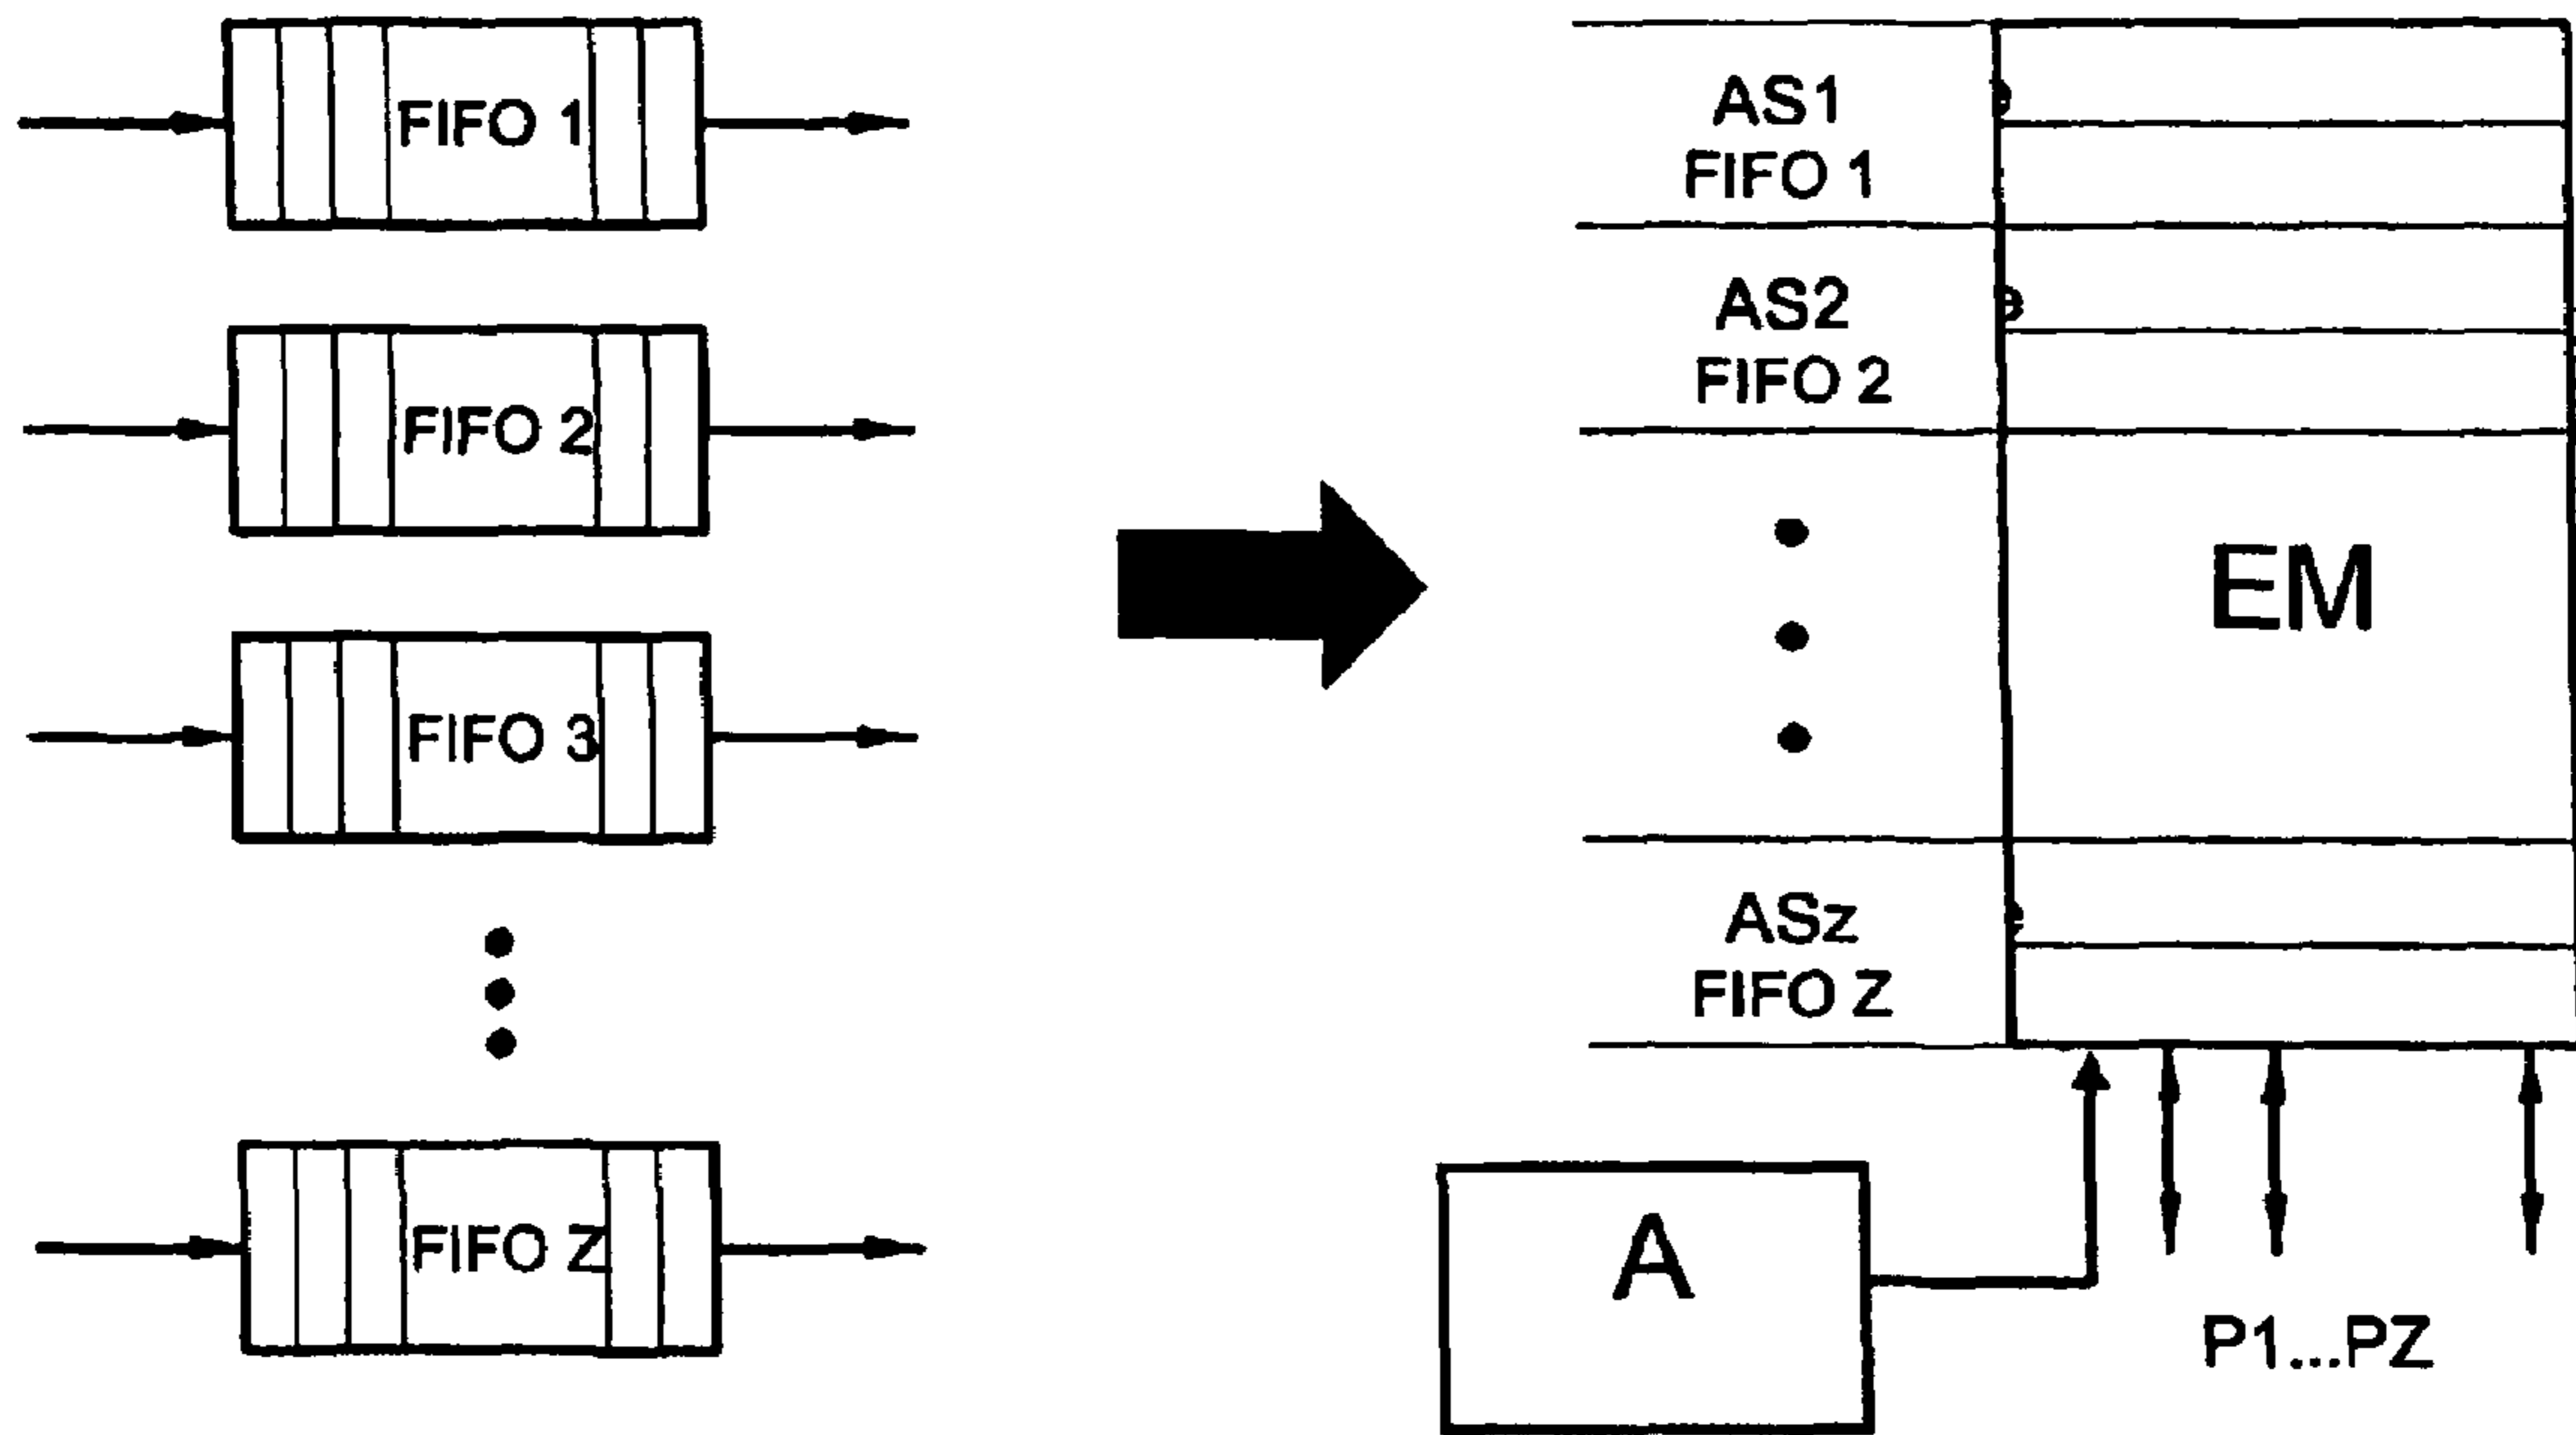 FIFO 1
FIFO 2
FIFO 3
FIFO Z
AS1
FIFO 1
AS2
FIFO 2
EM
ASz
FIFO Z
A
P1...PZ